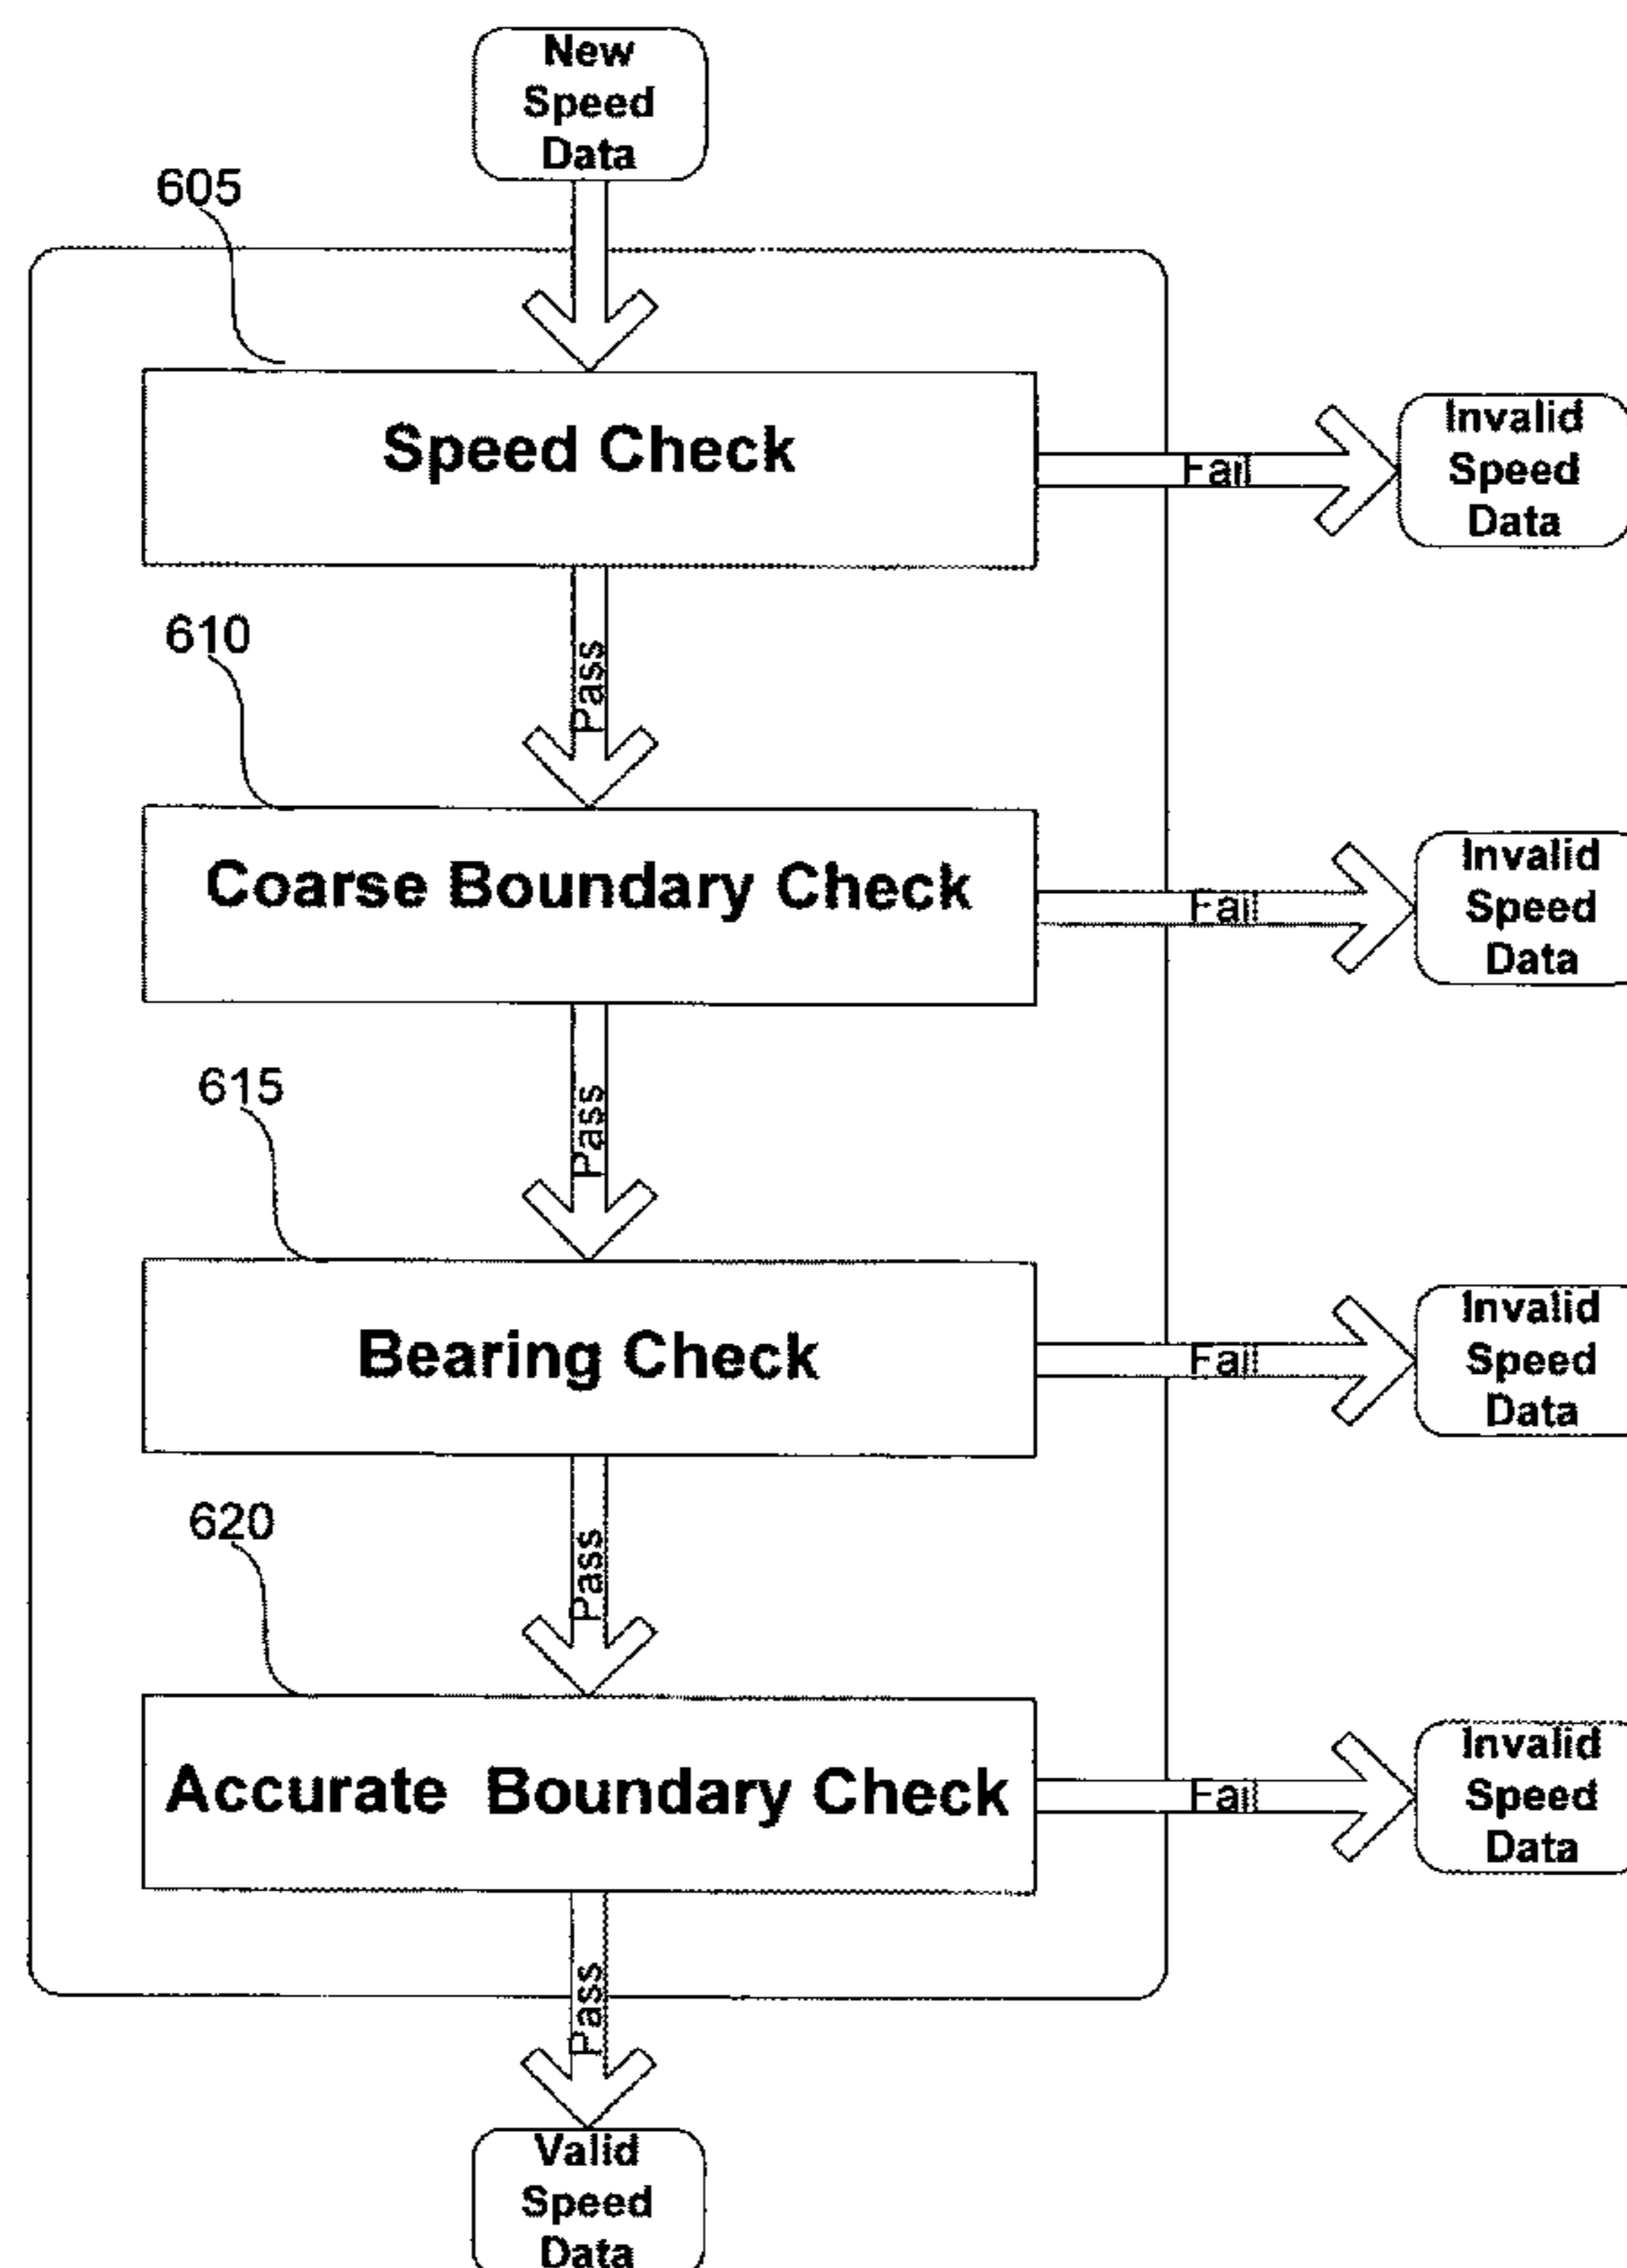 New
Speed
Data
605
Speed Check
Fail
Invalid
Speed
Data
Pass
610
Coarse Boundary Check
Fail
Invalid
Speed
Data
Pass
615
Bearing Check
Fail
Invalid
Speed
Data
Pass
620
Accurate Boundary Check
Fail
Invalid
Speed
Data
Pass
Valid
Speed
Data